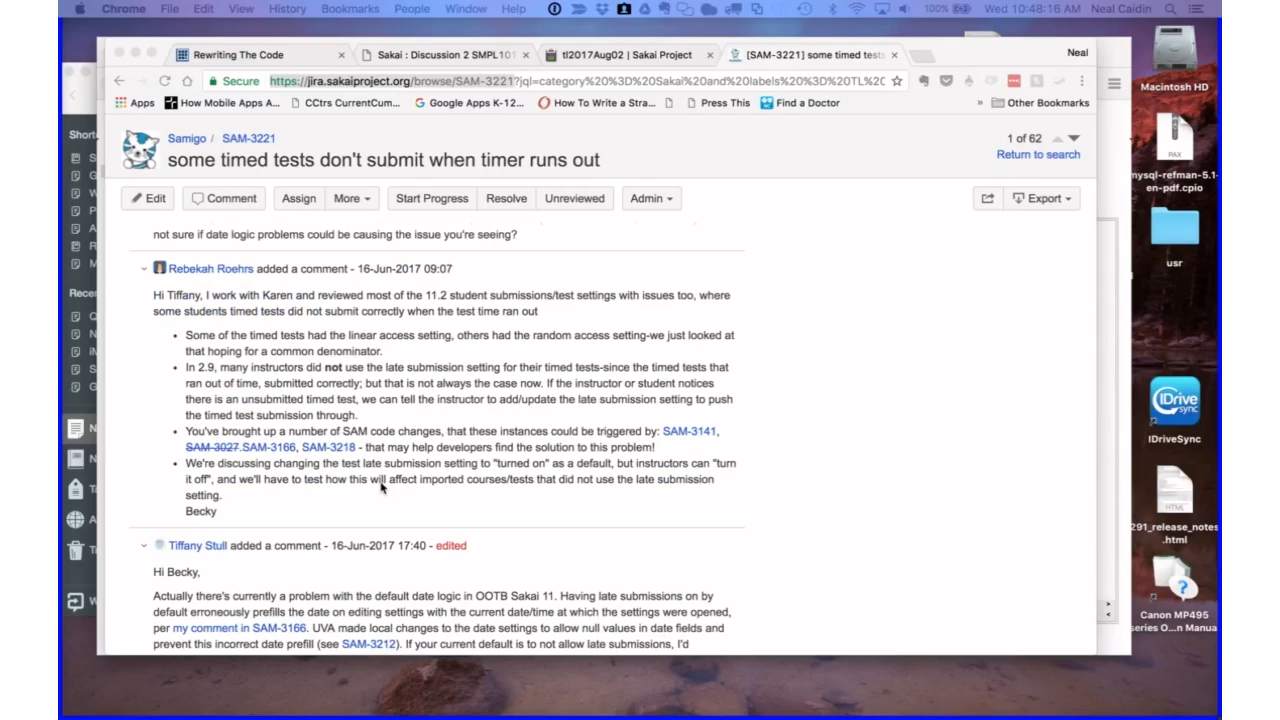 Chrome File Edit View History Bookmarks People Window Help 100% Wed 10:48:16 AM Neal Caidin
Rewriting The Code × Sakai : Discussion 2 SMPL101 × tl2017Aug02 | Sakai Project × [SAM-3221] some timed tests × Neal
Secure https://jira.sakaiproject.org/browse/SAM-3221?jql=category%20%3D%20Sakai%20and%20labels%20%3D%20TL%2C
Apps How Mobile Apps A... CCtrs CurrentCum... Google Apps K-12... How To Write a Stra... Press This Find a Doctor » Other Bookmarks
Samigo / SAM-3221
1 of 62
some timed tests don't submit when timer runs out
Return to search
Edit Comment Assign More Start Progress Resolve Unreviewed Admin Export
not sure if date logic problems could be causing the issue you're seeing?
Rebekah Roehrs added a comment - 16-Jun-2017 09:07
Hi Tiffany, I work with Karen and reviewed most of the 11.2 student submissions/test settings with issues too, where
some students timed tests did not submit correctly when the test time ran out
• Some of the timed tests had the linear access setting, others had the random access setting-we just looked at
that hoping for a common denominator.
• In 2.9, many instructors did not use the late submission setting for their timed tests-since the timed tests that
ran out of time, submitted correctly; but that is not always the case now. If the instructor or student notices
there is an unsubmitted timed test, we can tell the instructor to add/update the late submission setting to push
the timed test submission through.
• You've brought up a number of SAM code changes, that these instances could be triggered by: SAM-3141,
SAM-3027,SAM-3166, SAM-3218 - that may help developers find the solution to this problem!
• We're discussing changing the test late submission setting to "turned on" as a default, but instructors can "turn
it off", and we'll have to test how this will affect imported courses/tests that did not use the late submission
setting.
Becky
Tiffany Stull added a comment - 16-Jun-2017 17:40 - edited
Hi Becky,
Actually there's currently a problem with the default date logic in OOTB Sakai 11. Having late submissions on by
default erroneously prefills the date on editing settings with the current date/time at which the settings were opened,
per my comment in SAM-3166. UVA made local changes to the date settings to allow null values in date fields and
prevent this incorrect date prefill (see SAM-3212). If your current default is to not allow late submissions, I'd
Short
Rece
Macintosh HD
PAX
mysql-refman-5.1-
en-pdf.cpio
usr
IDrive
sync
IDriveSync
HTML
291_release_notes
.html
Canon MP495
series O...n Manua